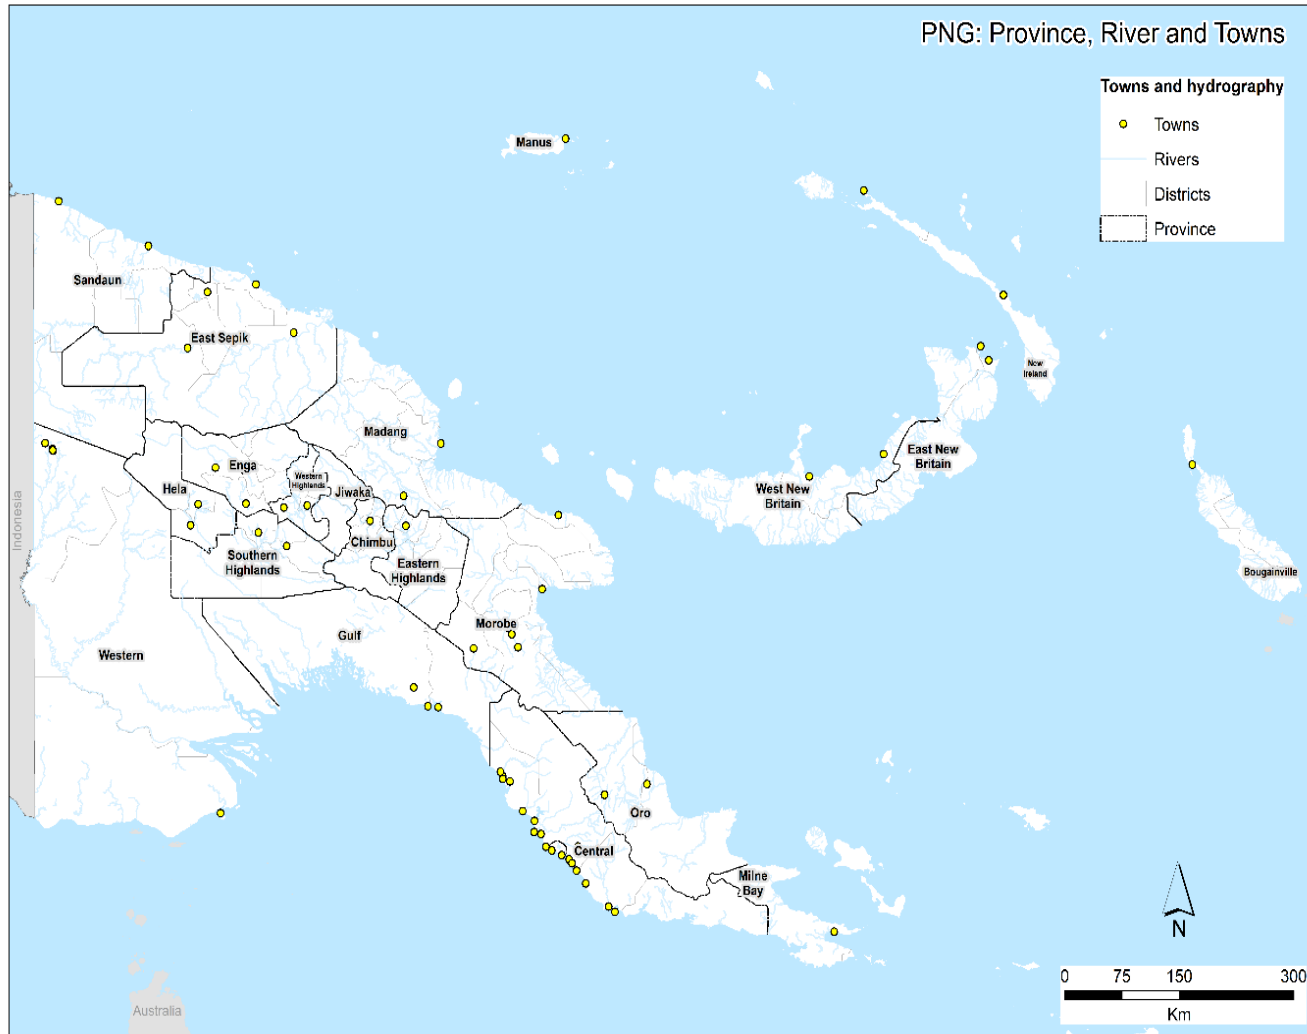 PNG: Province, River and Towns
Towns and hydrography
Towns
Rivers
Districts
Province
Manus
Sandaun
East Sepik
New
Ireland
Madang
Enga
Western
Highlands
Jiwaka
Hela
East New
Britain
West New
Britain
Chimbu
Southern
Highlands
Eastern
Highlands
Bougainville
Indonesia
Morobe
Gulf
Western
Oro
Central
Milne
Bay
N
0 75 150 300
Km
Australia